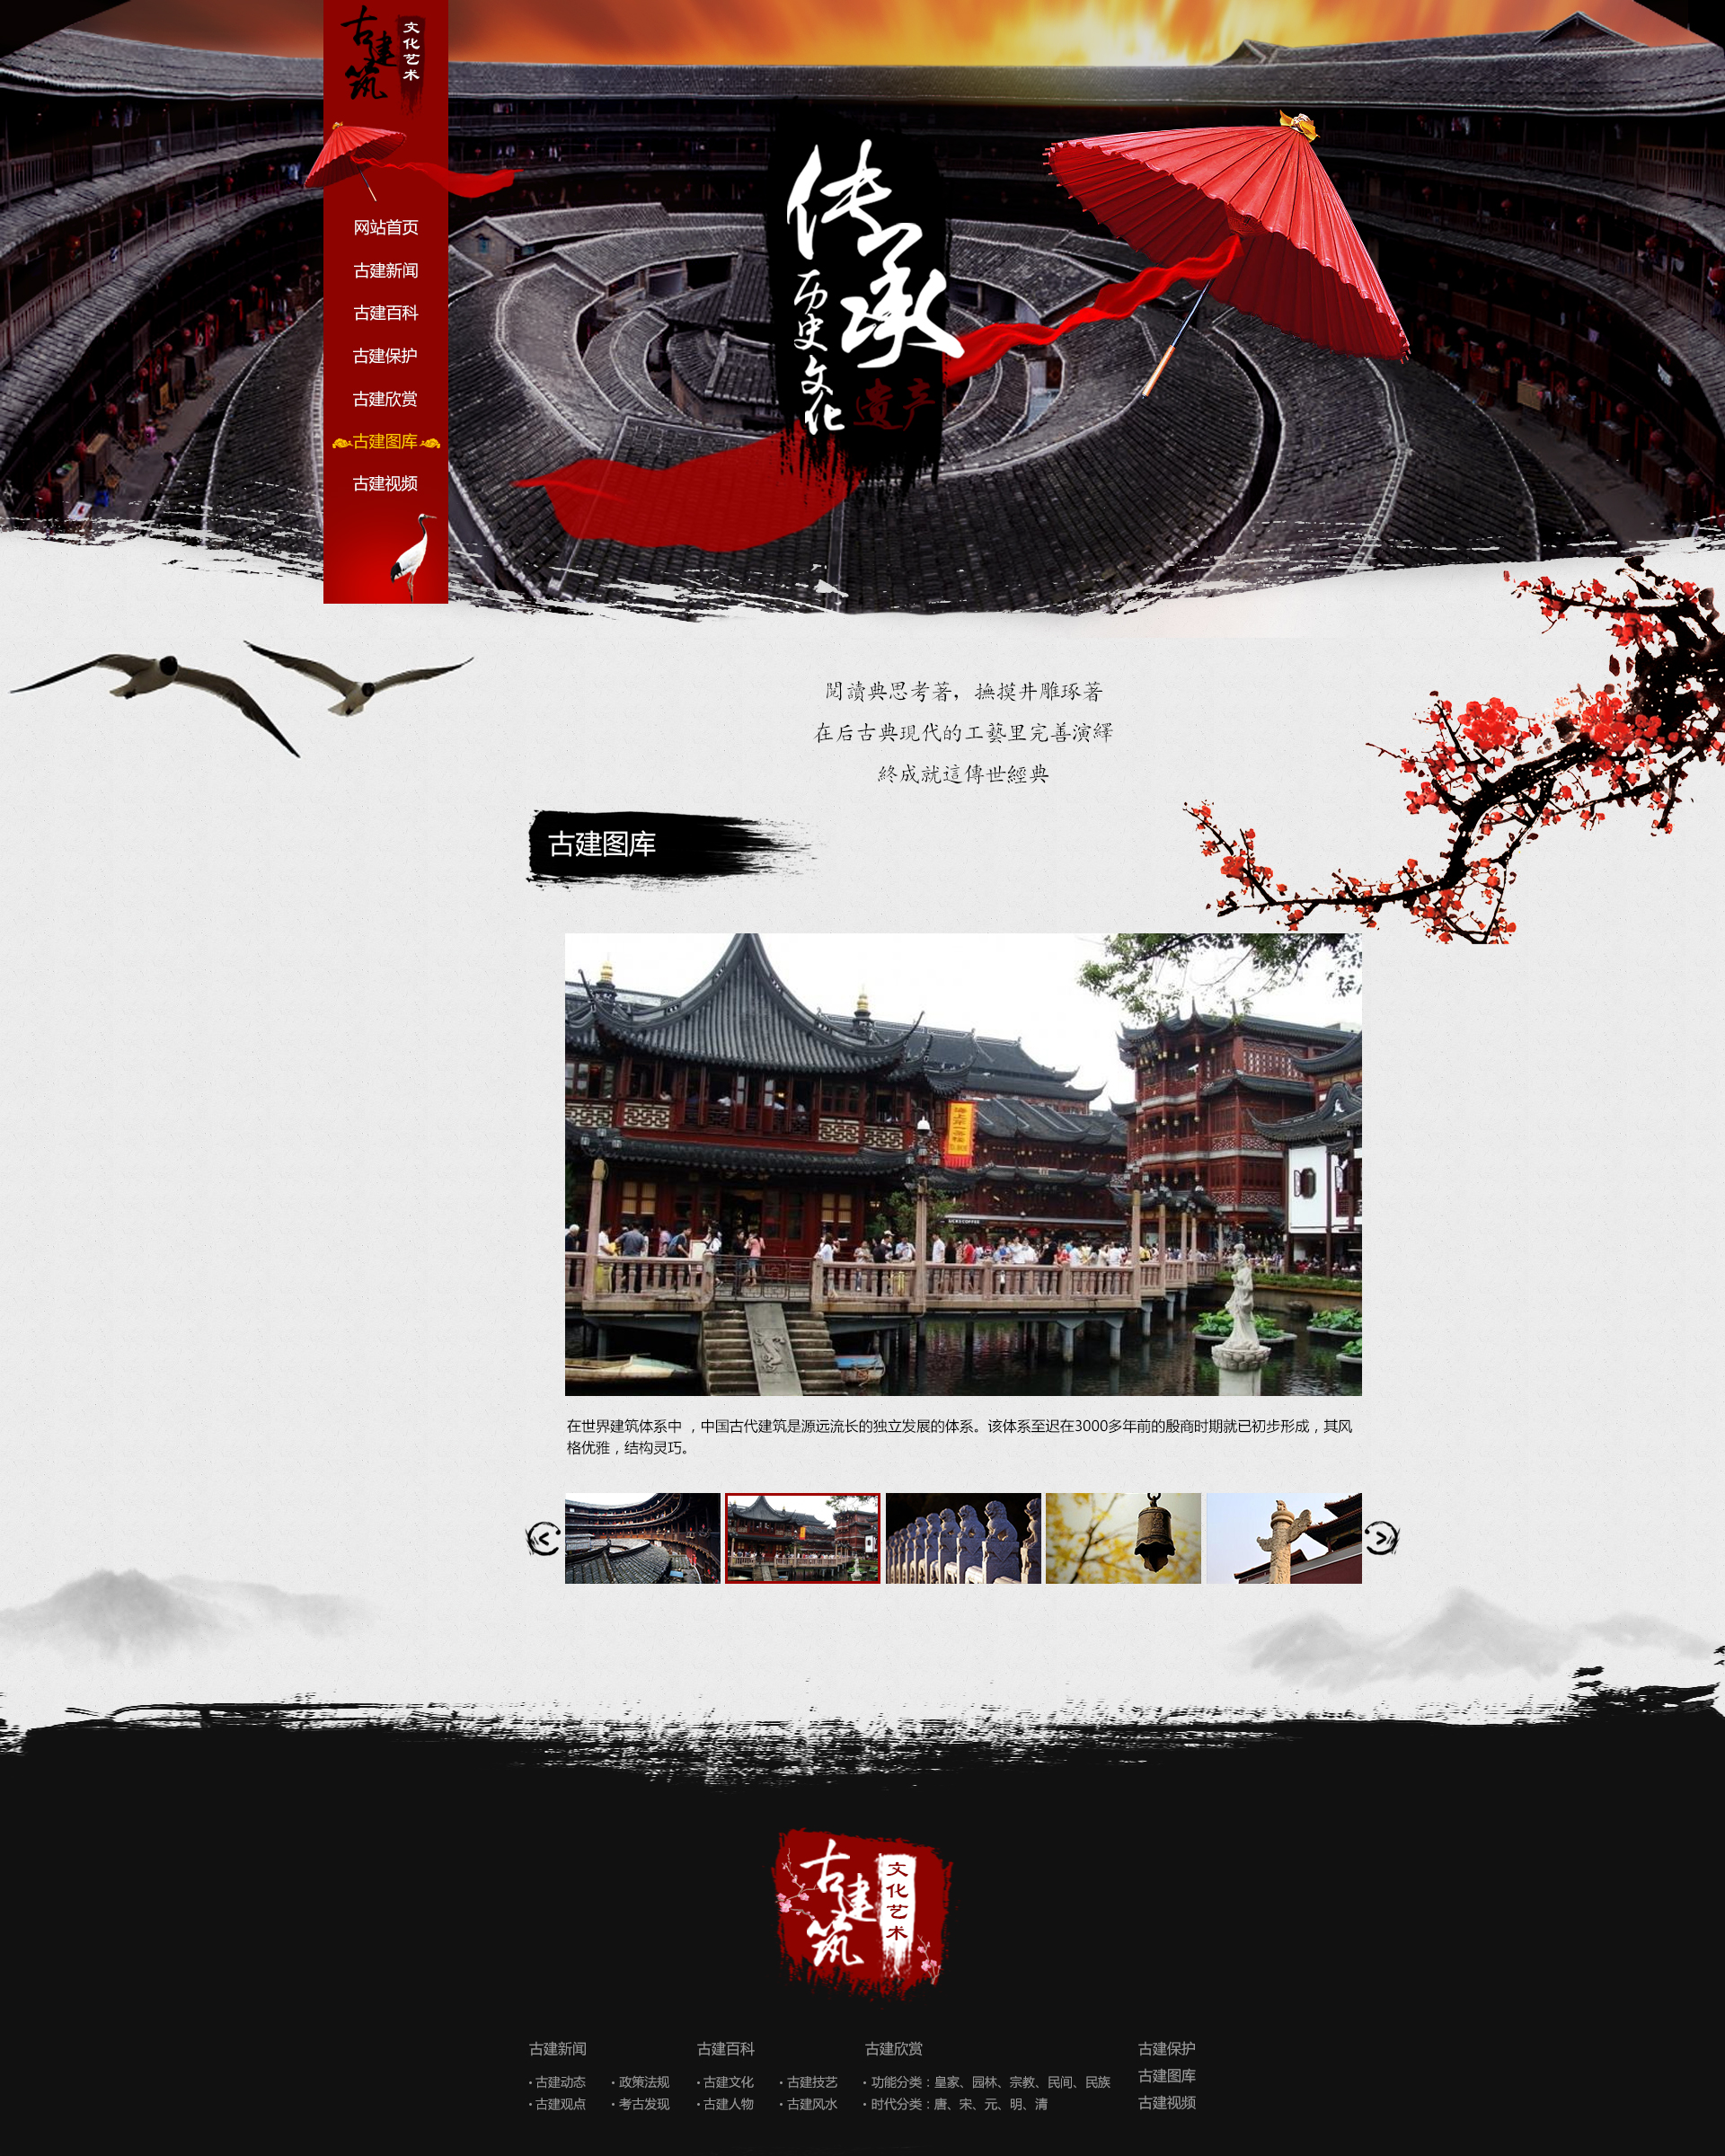 古建筑
文化艺术
网站首页
古建新闻
古建百科
古建保护
古建欣赏
古建图库
古建视频
传承
历史文化
遗产
閱讀典思考著，撫摸井雕琢著
在后古典現代的工藝里完善演繹
終成就這傳世經典
古建图库
在世界建筑体系中 ，中国古代建筑是源远流长的独立发展的体系。该体系至迟在3000多年前的殷商时期就已初步形成，其风
格优雅，结构灵巧。
<
>
古建筑
文化艺术
古建新闻
· 古建动态 · 政策法规
· 古建观点 · 考古发现
古建百科
· 古建文化 · 古建技艺
· 古建人物 · 古建风水
古建欣赏
· 功能分类：皇家、园林、宗教、民间、民族
· 时代分类：唐、宋、元、明、清
古建保护
古建图库
古建视频